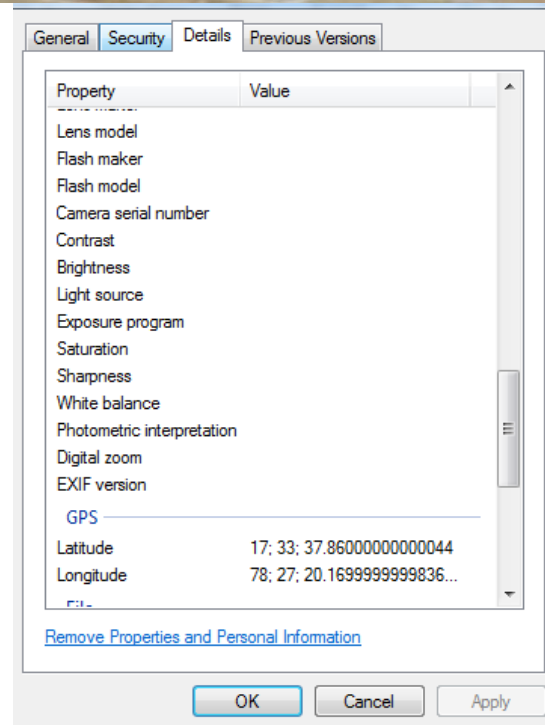 General Security Details Previous Versions
Property Value
Lens model
Flash maker
Flash model
Camera serial number
Contrast
Brightness
Light source
Exposure program
Saturation
Sharpness
White balance
Photometric interpretation
Digital zoom
EXIF version
GPS
Latitude 17; 33; 37.86000000000044
Longitude 78; 27; 20.1699999999836...
File
Remove Properties and Personal Information
OK Cancel Apply